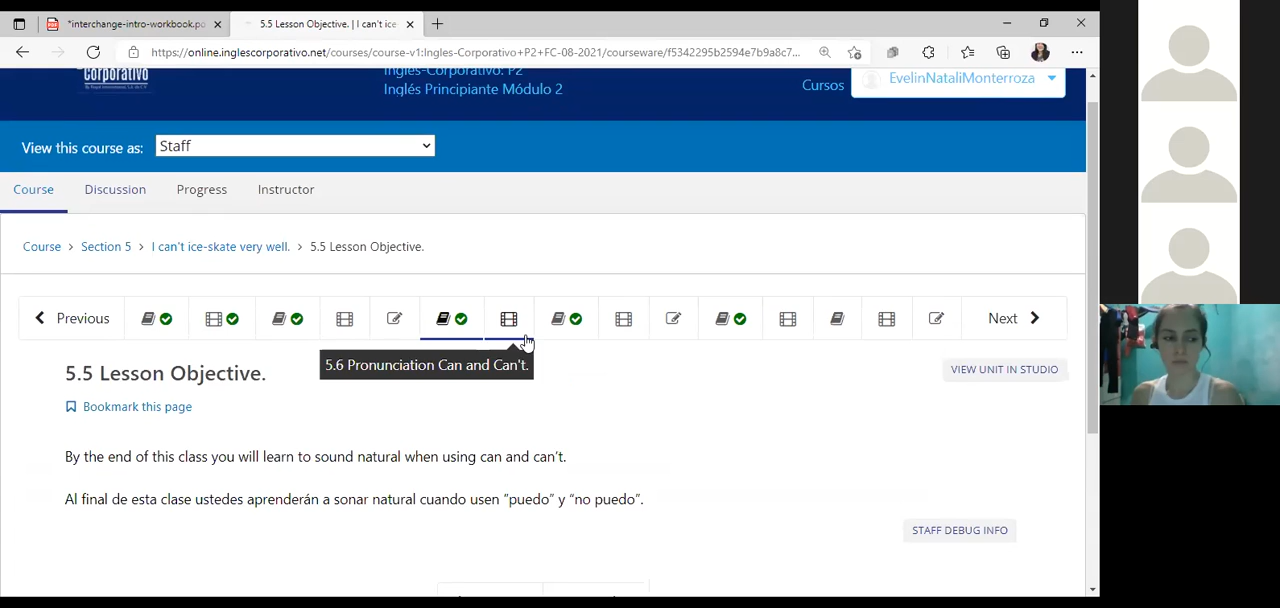 *interchange-intro-workbook.po
5.5 Lesson Objective. | I can't ice-
https://online.inglescorporativo.net/courses/course-v1:Ingles-Corporativo+P2+FC-08-2021/courseware/f5342295b2594e7b9a8c7...
corporativo
Ingles-Corporativo: P2
Inglés Principiante Módulo 2
Cursos
EvelinNataliMonterroza
View this course as:
Staff
Course
Discussion
Progress
Instructor
Course > Section 5 > I can't ice-skate very well. > 5.5 Lesson Objective.
Previous
Next
5.6 Pronunciation Can and Can't.
5.5 Lesson Objective.
VIEW UNIT IN STUDIO
Bookmark this page
By the end of this class you will learn to sound natural when using can and can't.
Al final de esta clase ustedes aprenderán a sonar natural cuando usen “puedo” y “no puedo”.
STAFF DEBUG INFO